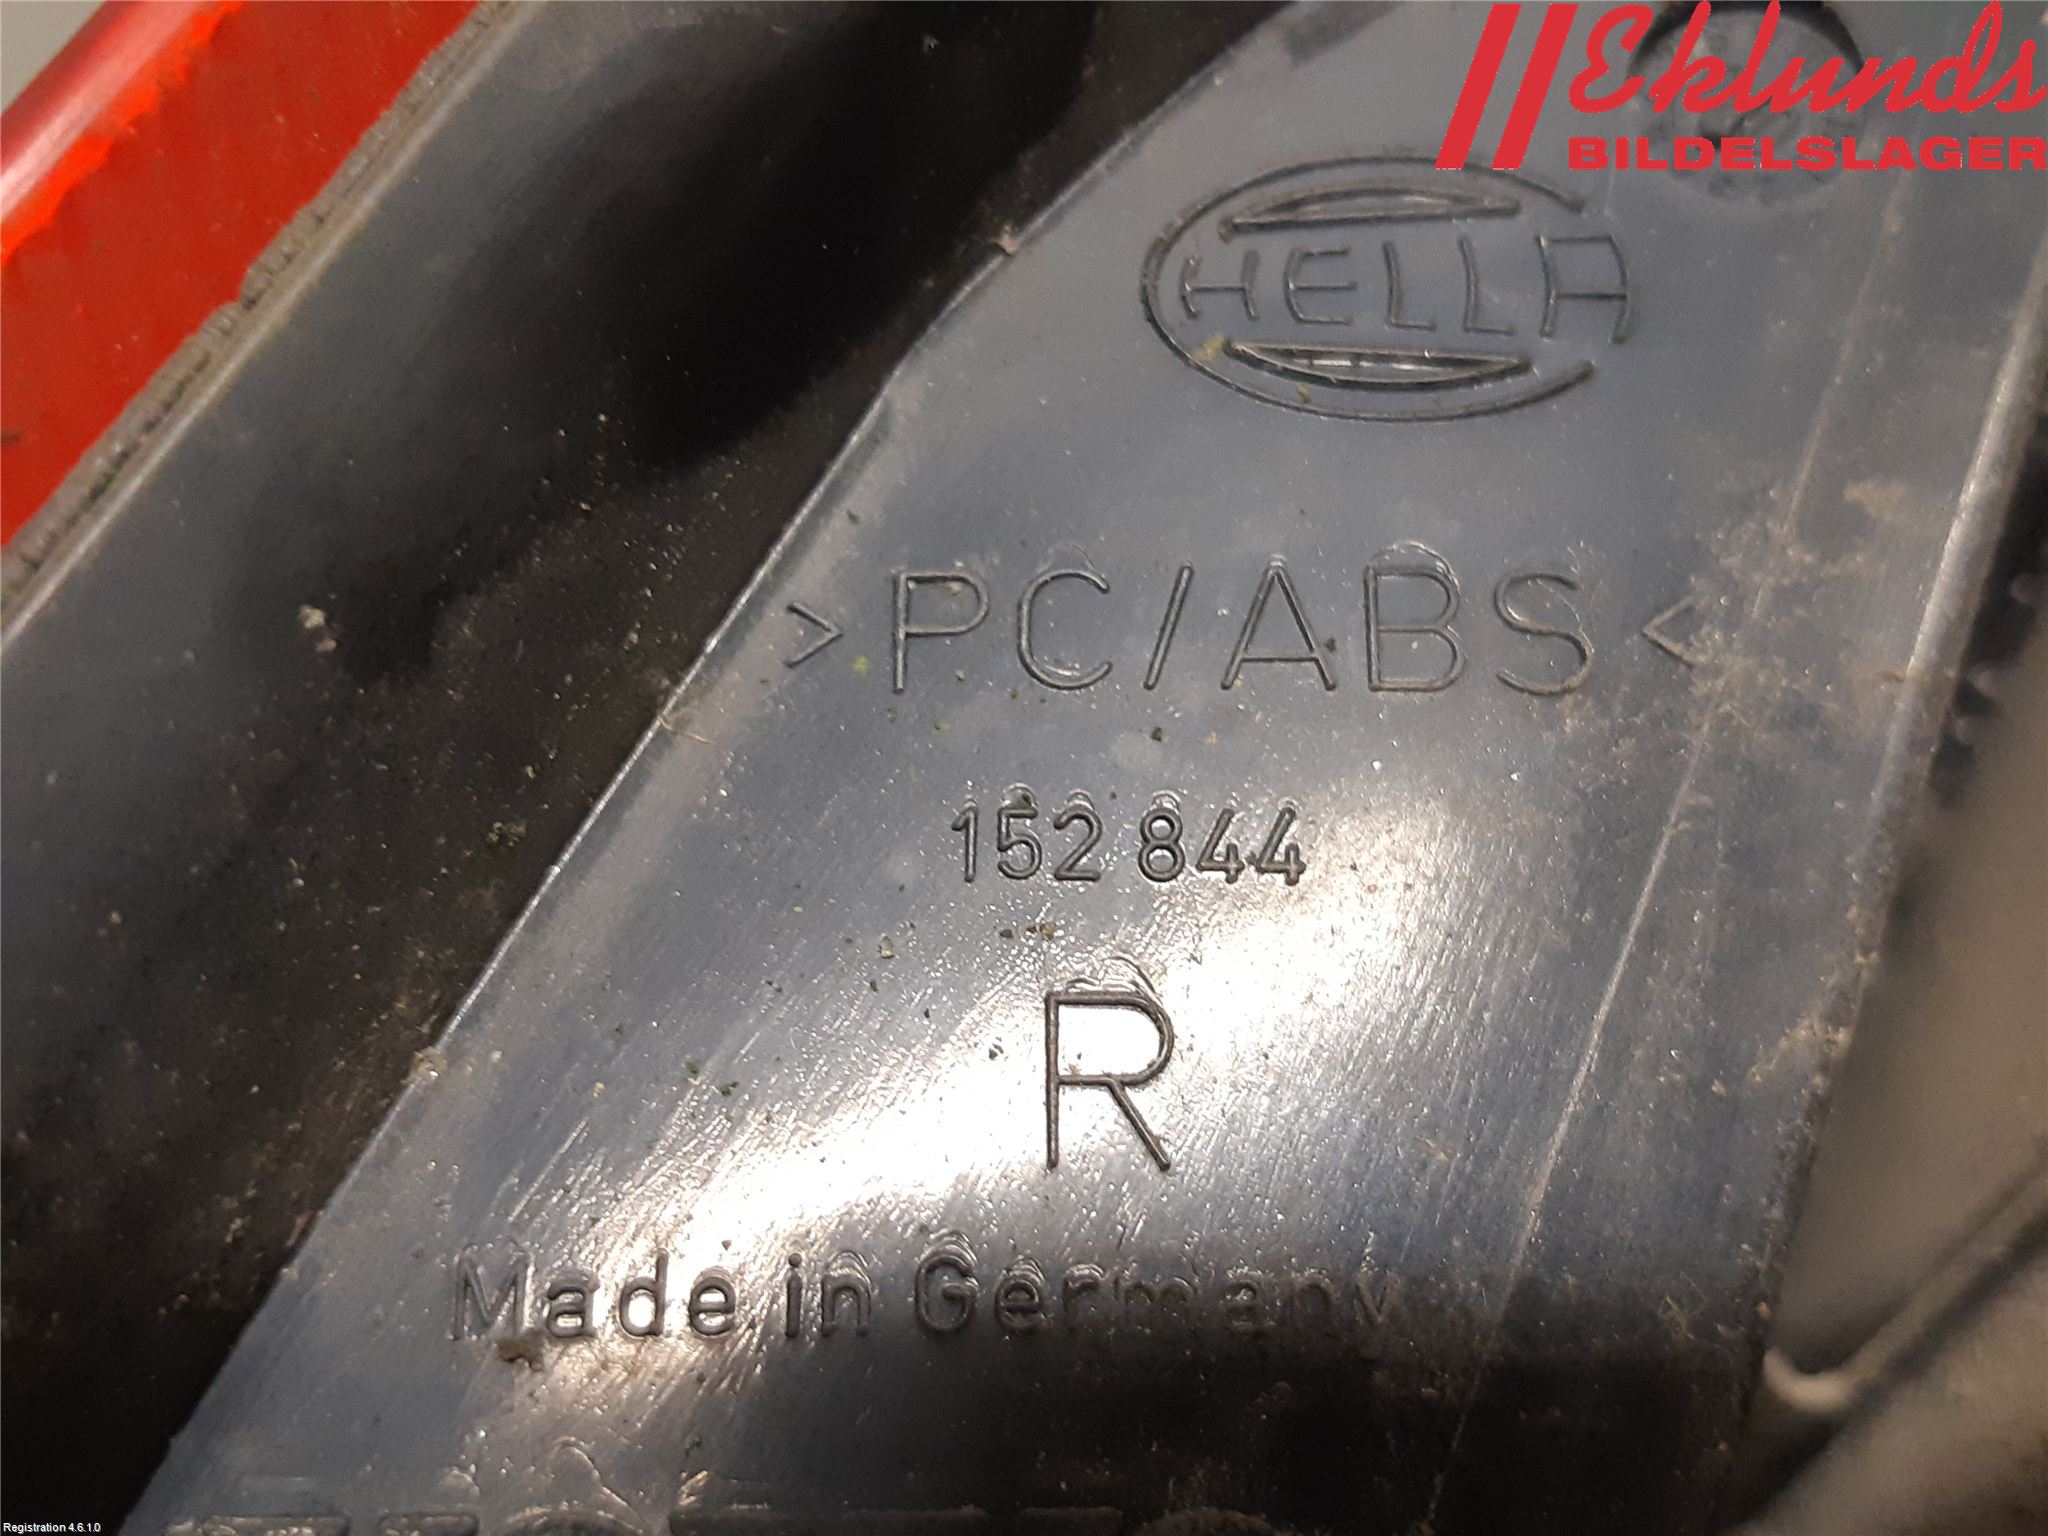 Eklunds
BILDELSLAGER
HELLA
>PC/ABS<
152 844
R
Made in Germany
Registration 4.6.1.0